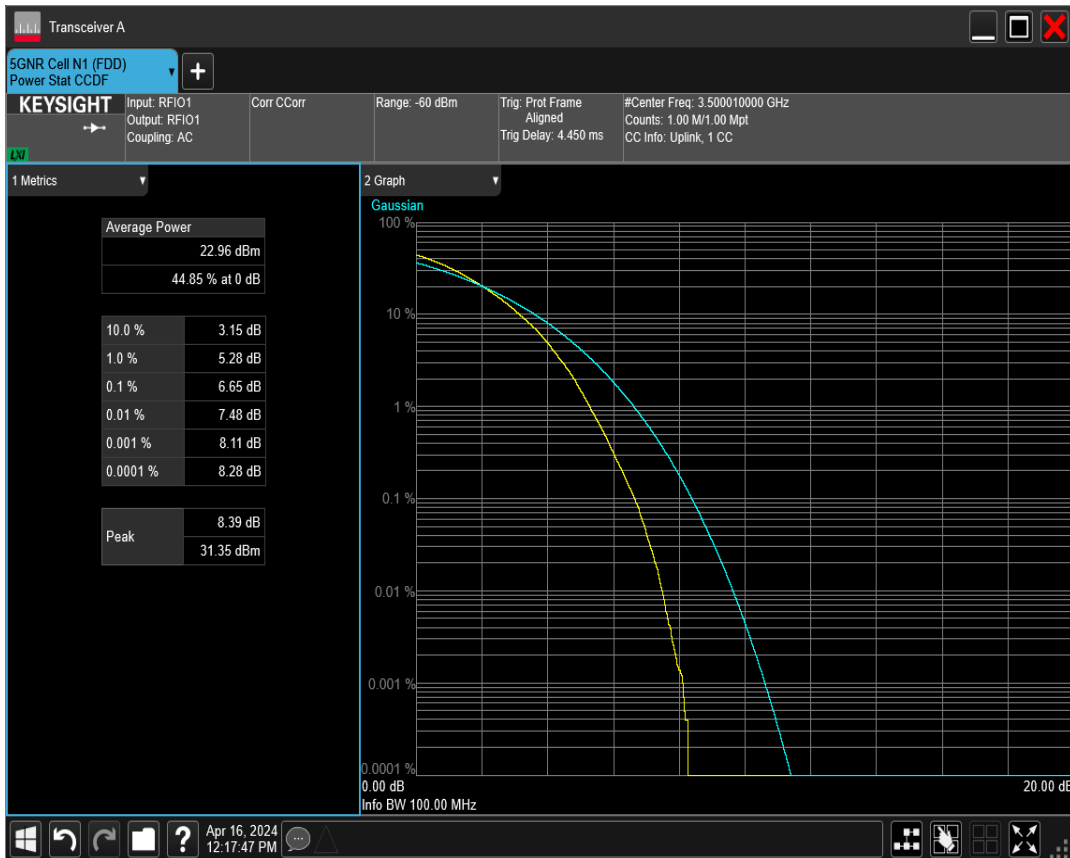 Transceiver A
5GNR Cell N1 (FDD)
Power Stat CCDF
KEYSIGHT
LXI
Input: RFIO1
Output: RFIO1
Coupling: AC
Corr CCorr
Range: -60 dBm
Trig: Prot Frame
Aligned
Trig Delay: 4.450 ms
#Center Freq: 3.500010000 GHz
Counts: 1.00 M/1.00 Mpt
CC Info: Uplink, 1 CC
1 Metrics
Average Power
22.96 dBm
44.85 % at 0 dB
10.0 % 3.15 dB
1.0 % 5.28 dB
0.1 % 6.65 dB
0.01 % 7.48 dB
0.001 % 8.11 dB
0.0001 % 8.28 dB
Peak
8.39 dB
31.35 dBm
2 Graph
Gaussian
100 %
10 %
1 %
0.1 %
0.01 %
0.001 %
0.0001 %
0.00 dB 20.00 dB
Info BW 100.00 MHz
?
Apr 16, 2024
12:17:47 PM